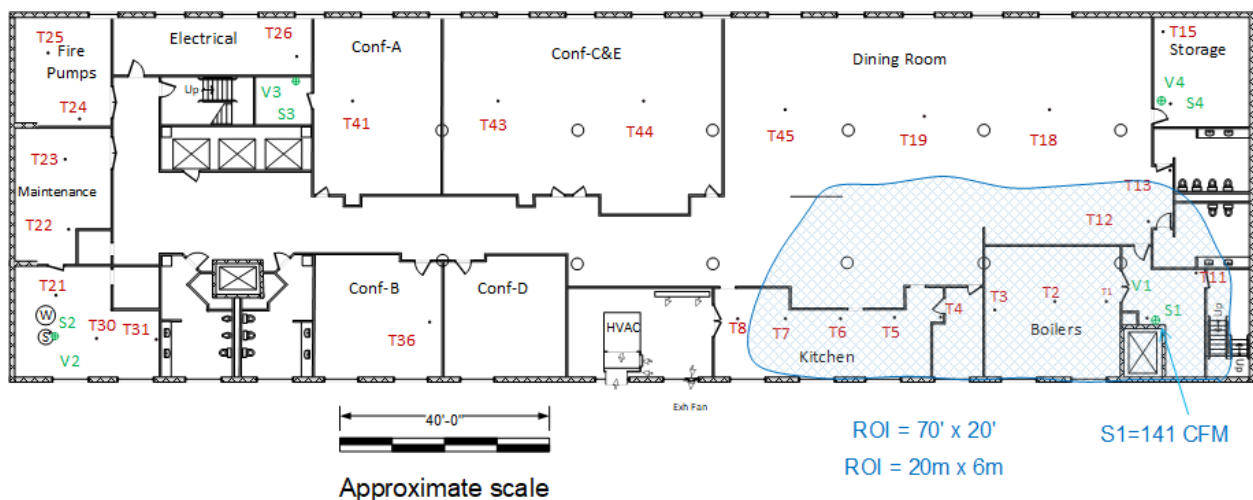 T25
Fire
Pumps
T24
Electrical
T26
Up
V3
S3
Conf-A
T41
Conf-C&E
T43
T44
Dining Room
T45
T19
T18
T15
Storage
V4
S4
T23
Maintenance
T22
T13
T12
T21
W
S2
S
T30
T31
V2
Conf-B
T36
Conf-D
HVAC
T8
T7
T6
T5
T4
Kitchen
T3
T2
T1
Boilers
V1
S1
T11
Up
Up
Exh Fan
40'-0"
Approximate scale
ROI = 70' x 20'
ROI = 20m x 6m
S1=141 CFM